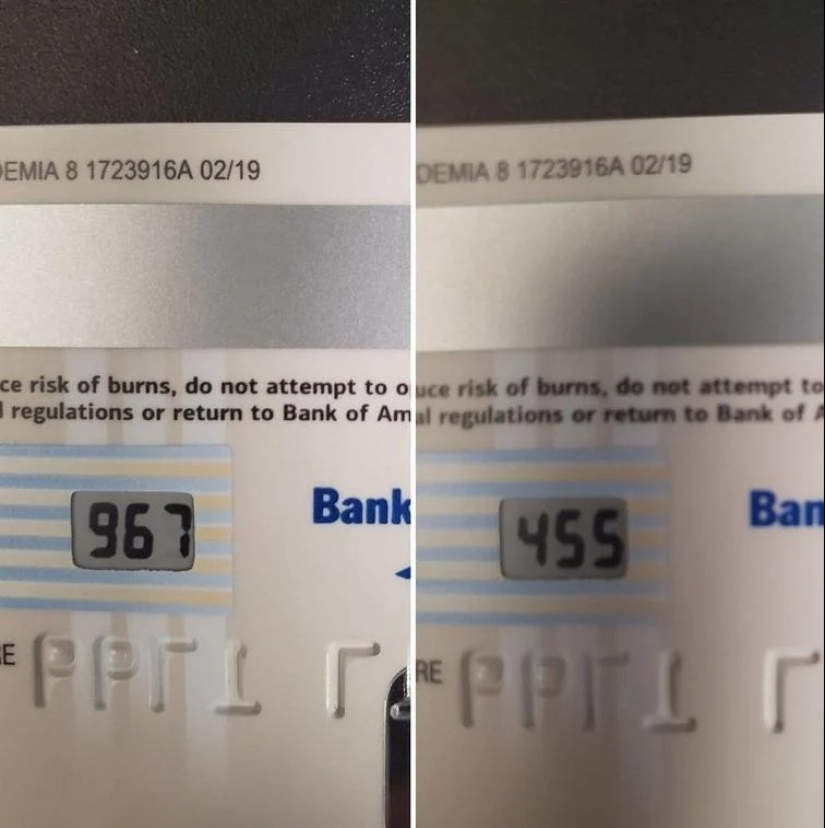 DEMIA 8 1723916A 02/19
ce risk of burns, do not attempt to o
l regulations or return to Bank of Am
967
Bank
E
DEMIA 8 1723916A 02/19
uce risk of burns, do not attempt to
al regulations or return to Bank of A
455
Ban
RE